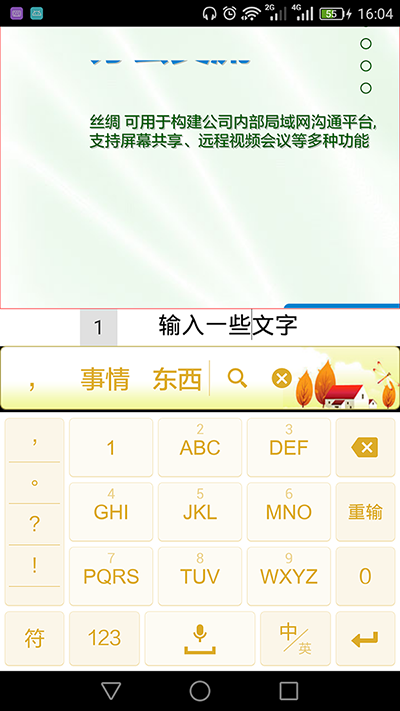 2G 4G 55 16:04
丝绸 可用于构建公司内部局域网沟通平台,
支持屏幕共享、远程视频会议等多种功能
1 输入一些文字
, 事情 东西
, 1 2 ABC 3 DEF
。 4 GHI 5 JKL 6 MNO 重输
?
! 7 PQRS 8 TUV 9 WXYZ 0
符 123 中/英